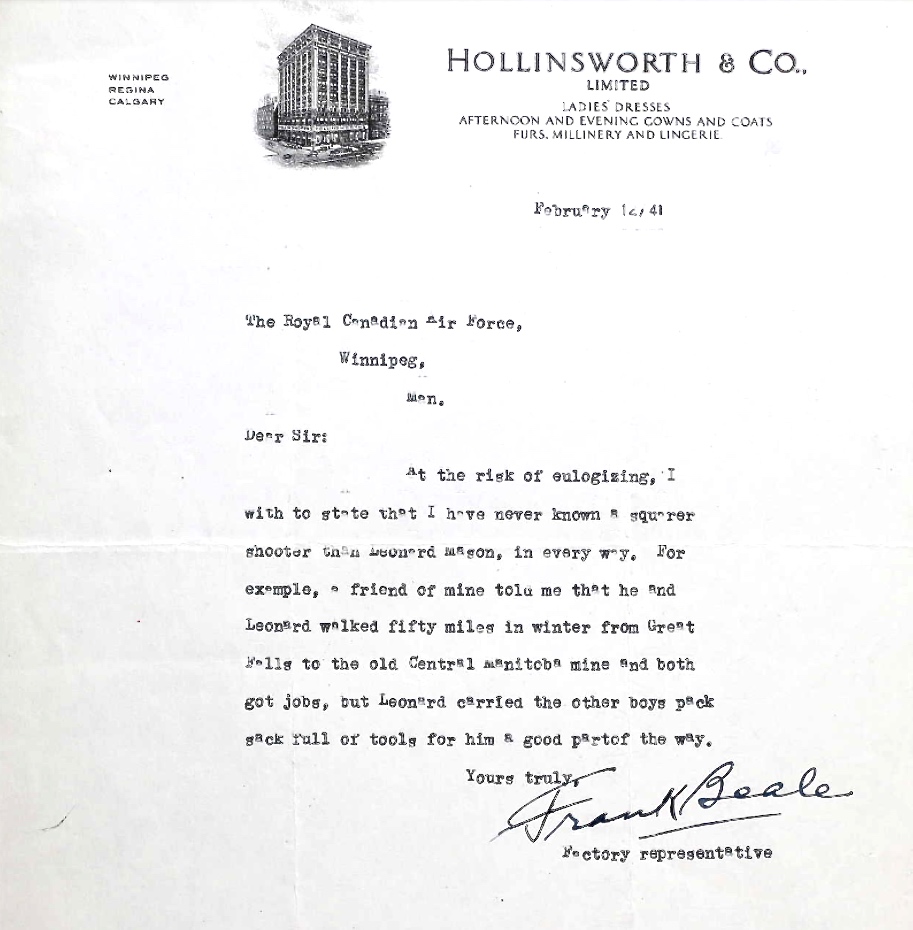 WINNIPEG
REGINA
CALGARY
HOLLINSWORTH & CO.,
LIMITED
LADIES' DRESSES
AFTERNOON AND EVENING GOWNS AND COATS
FURS, MILLINERY AND LINGERIE
February 12, 41
The Royal Canadian Air Force,
Winnipeg,
Man.
Dear Sir:
At the risk of eulogizing, I
with to state that I have never known a squarer
shooter than Leonard Mason, in every way. For
example, a friend of mine told me that he and
Leonard walked fifty miles in winter from Great
Falls to the old Central Manitoba mine and both
got jobs, but Leonard carried the other boys pack
sack full of tools for him a good partof the way.
Yours truly,
Frank Beale
Factory representative